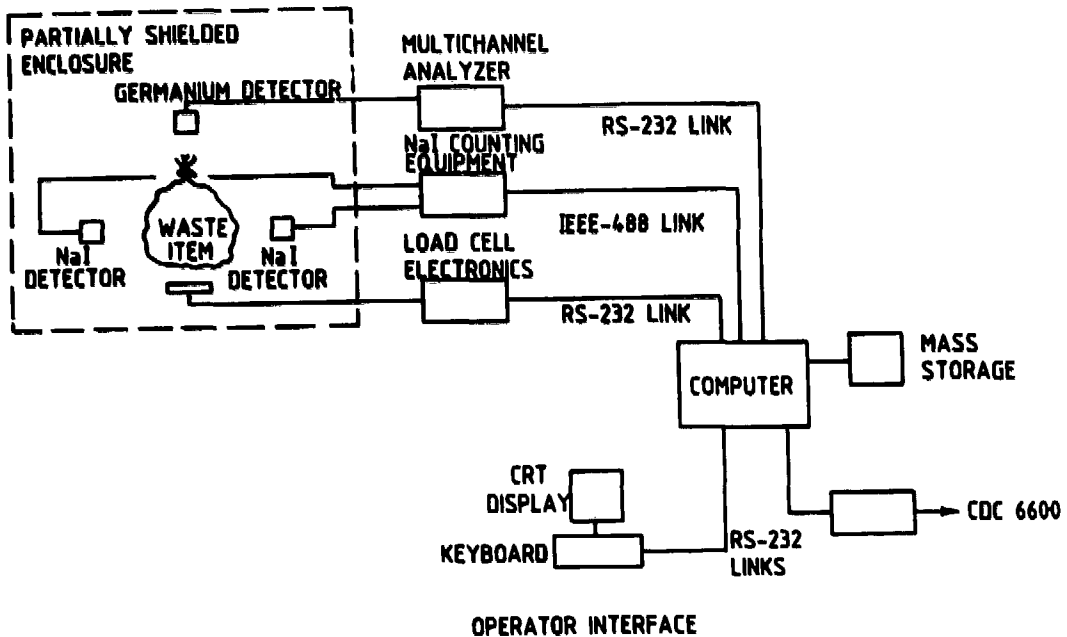 PARTIALLY SHIELDED
ENCLOSURE
GERMANIUM DETECTOR
MULTICHANNEL
ANALYZER
RS-232 LINK
NaI COUNTING
EQUIPMENT
WASTE
ITEM
NaI
DETECTOR
NaI
DETECTOR
IEEE-488 LINK
LOAD CELL
ELECTRONICS
RS-232 LINK
COMPUTER
MASS
STORAGE
CRT
DISPLAY
KEYBOARD
RS-232
LINKS
CDC 6600
OPERATOR INTERFACE